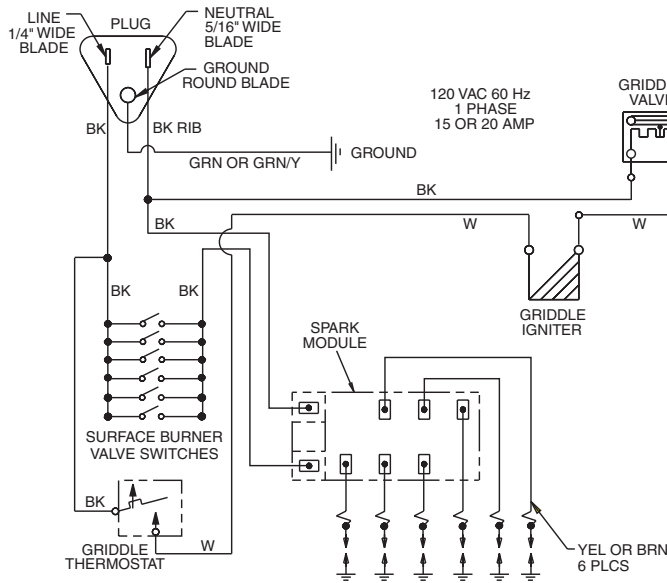 LINE
1/4" WIDE
BLADE
PLUG
NEUTRAL
5/16" WIDE
BLADE
GROUND
ROUND BLADE
120 VAC 60 Hz
1 PHASE
15 OR 20 AMP
GRIDD
VALV
BK
BK RIB
GRN OR GRN/Y
GROUND
BK
BK
W
W
BK
BK
GRIDDLE
IGNITER
SPARK
MODULE
SURFACE BURNER
VALVE SWITCHES
BK
GRIDDLE
THERMOSTAT
W
YEL OR BRN
6 PLCS